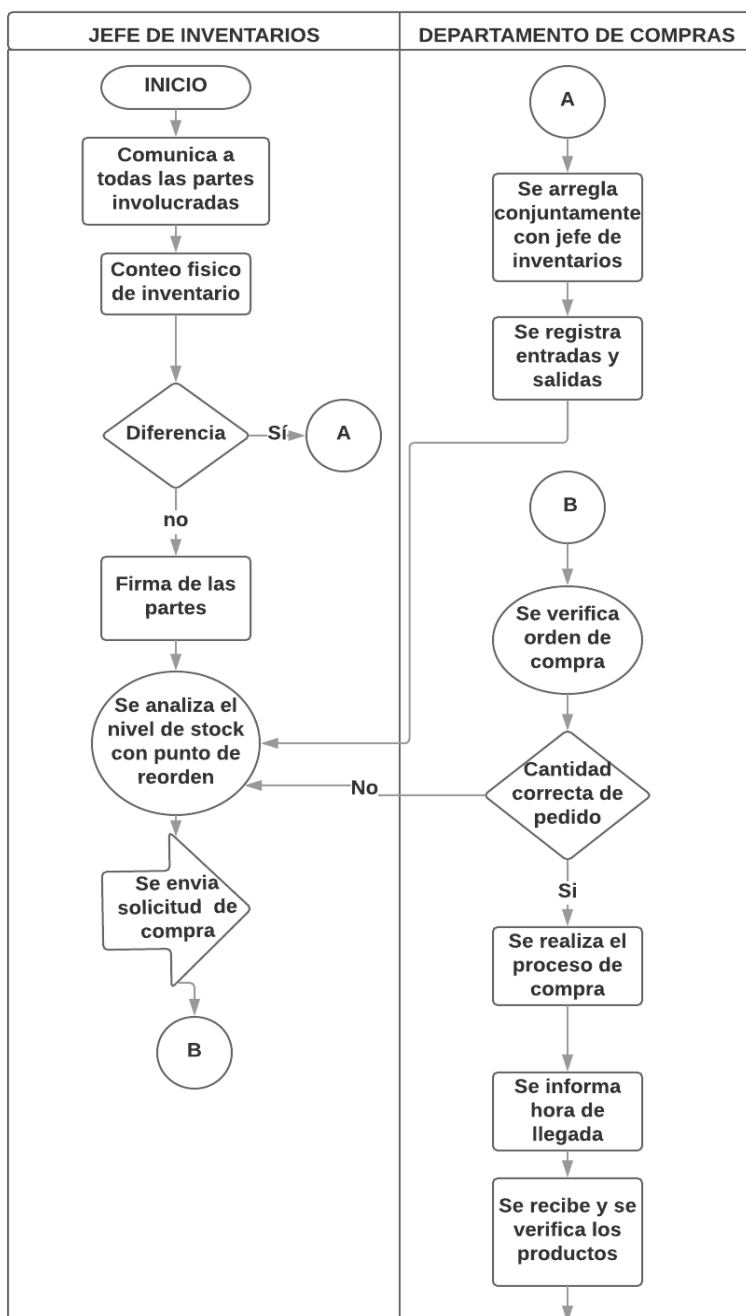 JEFE DE INVENTARIOS
INICIO
Comunica a
todas las partes
involucradas
Conteo fisico
de inventario
Diferencia
Sí
A
no
Firma de las
partes
Se analiza el
nivel de stock
con punto de
reorden
Se envia
solicitud de
compra
B
DEPARTAMENTO DE COMPRAS
A
Se arregla
conjuntamente
con jefe de
inventarios
Se registra
entradas y
salidas
B
Se verifica
orden de
compra
Cantidad
correcta de
pedido
No
Si
Se realiza el
proceso de
compra
Se informa
hora de
llegada
Se recibe y se
verifica los
productos